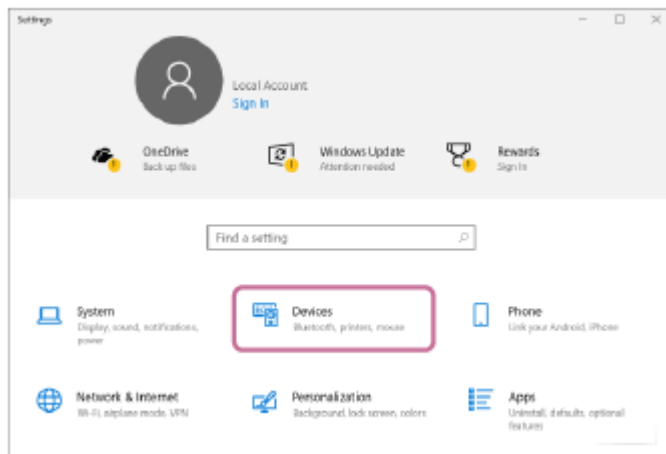 Settings
Local Account
Sign In
OneDrive
Back up files
Windows Update
Attention needed
Rewards
Sign In
Find a setting
System
Display, sound, notifications,
power
Devices
Bluetooth, printers, mouse
Phone
Link your Android, iPhone
Network & Internet
Wi-Fi, airplane mode, VPN
Personalization
Background, lock screen, colors
Apps
Uninstall, defaults, optional
features